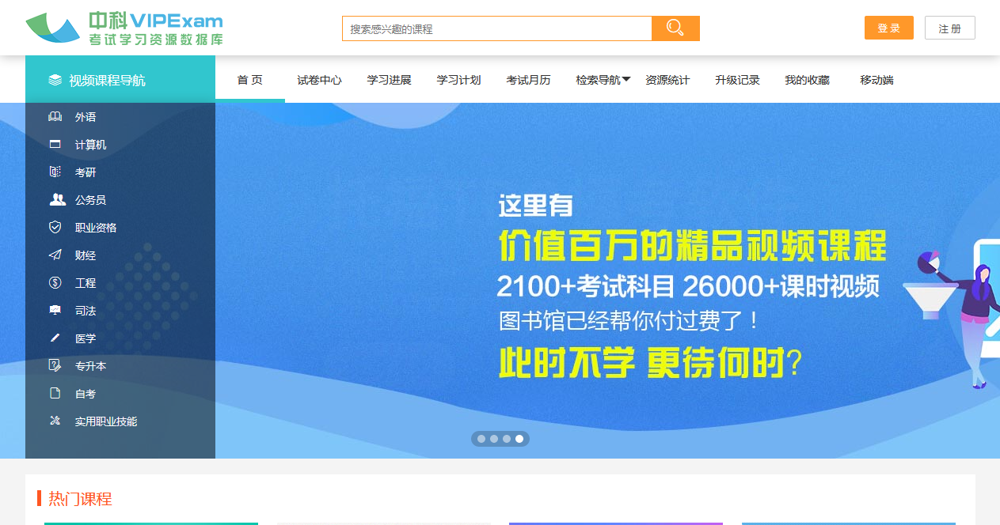 中科VIPExam
考试学习资源数据库
搜索感兴趣的课程
登录
注册
视频课程导航
首页
试卷中心
学习进展
学习计划
考试月历
检索导航
资源统计
升级记录
我的收藏
移动端
外语
计算机
考研
公务员
职业资格
财经
工程
司法
医学
专升本
自考
实用职业技能
这里有
价值百万的精品视频课程
2100+考试科目 26000+课时视频
图书馆已经帮你付过费了！
此时不学 更待何时?
热门课程